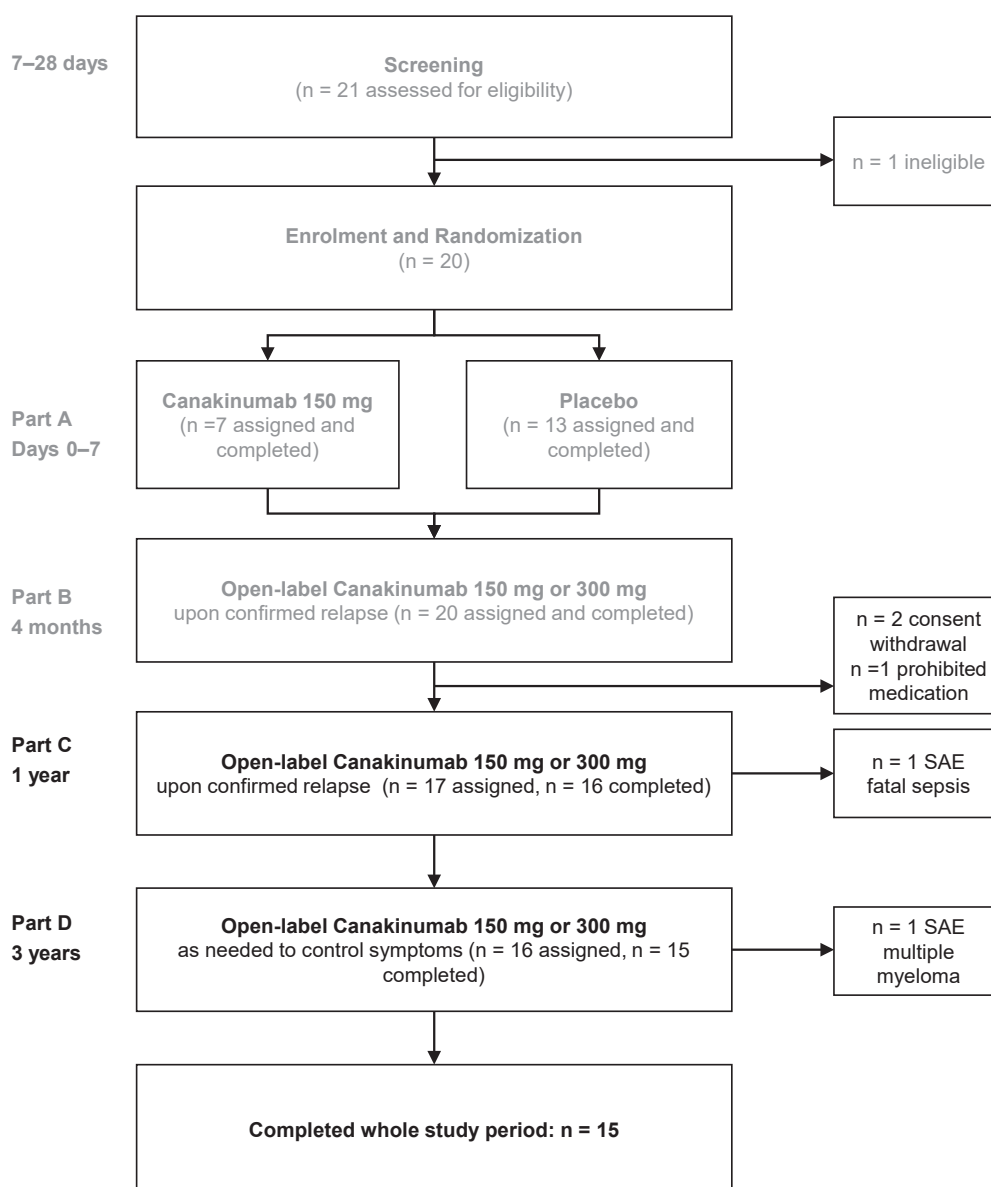 7–28 days
Screening
(n = 21 assessed for eligibility)
n = 1 ineligible
Enrolment and Randomization
(n = 20)
Part A
Days 0–7
Canakinumab 150 mg
(n =7 assigned and
completed)
Placebo
(n = 13 assigned and
completed)
Part B
4 months
Open-label Canakinumab 150 mg or 300 mg
upon confirmed relapse (n = 20 assigned and completed)
n = 2 consent
withdrawal
n =1 prohibited
medication
Part C
1 year
Open-label Canakinumab 150 mg or 300 mg
upon confirmed relapse (n = 17 assigned, n = 16 completed)
n = 1 SAE
fatal sepsis
Part D
3 years
Open-label Canakinumab 150 mg or 300 mg
as needed to control symptoms (n = 16 assigned, n = 15
completed)
n = 1 SAE
multiple
myeloma
Completed whole study period: n = 15